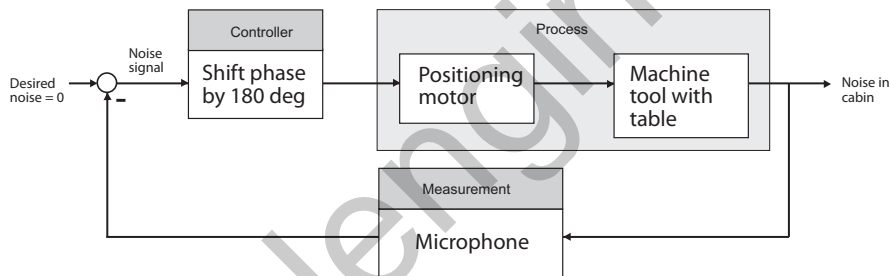 Controller
Process
Noise
signal
Desired
noise = 0
Shift phase
by 180 deg
Positioning
motor
Machine
tool with
table
Noise in
cabin
-
Measurement
Microphone
lengin